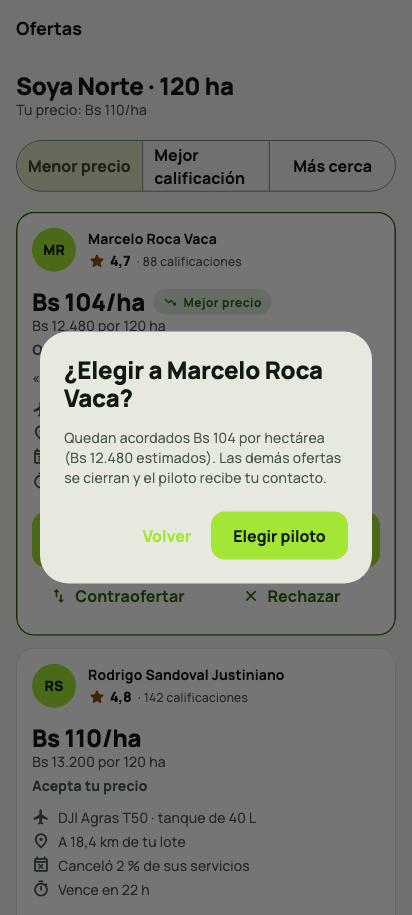 Ofertas
Soya Norte · 120 ha
Tu precio: Bs 110/ha
Menor precio
Mejor
calificación
Más cerca
MR
Marcelo Roca Vaca
4,7 · 88 calificaciones
Bs 104/ha
Mejor precio
Bs 12.480 por 120 ha
¿Elegir a Marcelo Roca
Vaca?
Quedan acordados Bs 104 por hectárea
(Bs 12.480 estimados). Las demás ofertas
se cierran y el piloto recibe tu contacto.
Volver
Elegir piloto
Contraofertar
Rechazar
RS
Rodrigo Sandoval Justiniano
4,8 · 142 calificaciones
Bs 110/ha
Bs 13.200 por 120 ha
Acepta tu precio
DJI Agras T50 · tanque de 40 L
A 18,4 km de tu lote
Canceló 2 % de sus servicios
Vence en 22 h